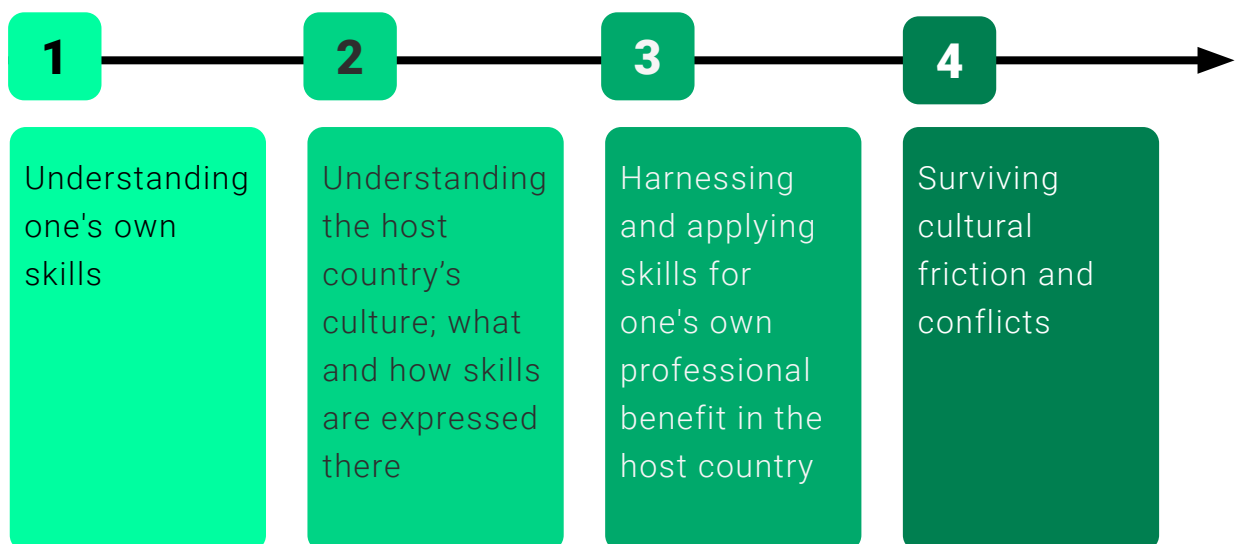 1
2
3
4
Understanding
one's own
skills
Understanding
the host
country’s
culture; what
and how skills
are expressed
there
Harnessing
and applying
skills for
one's own
professional
benefit in the
host country
Surviving
cultural
friction and
conflicts